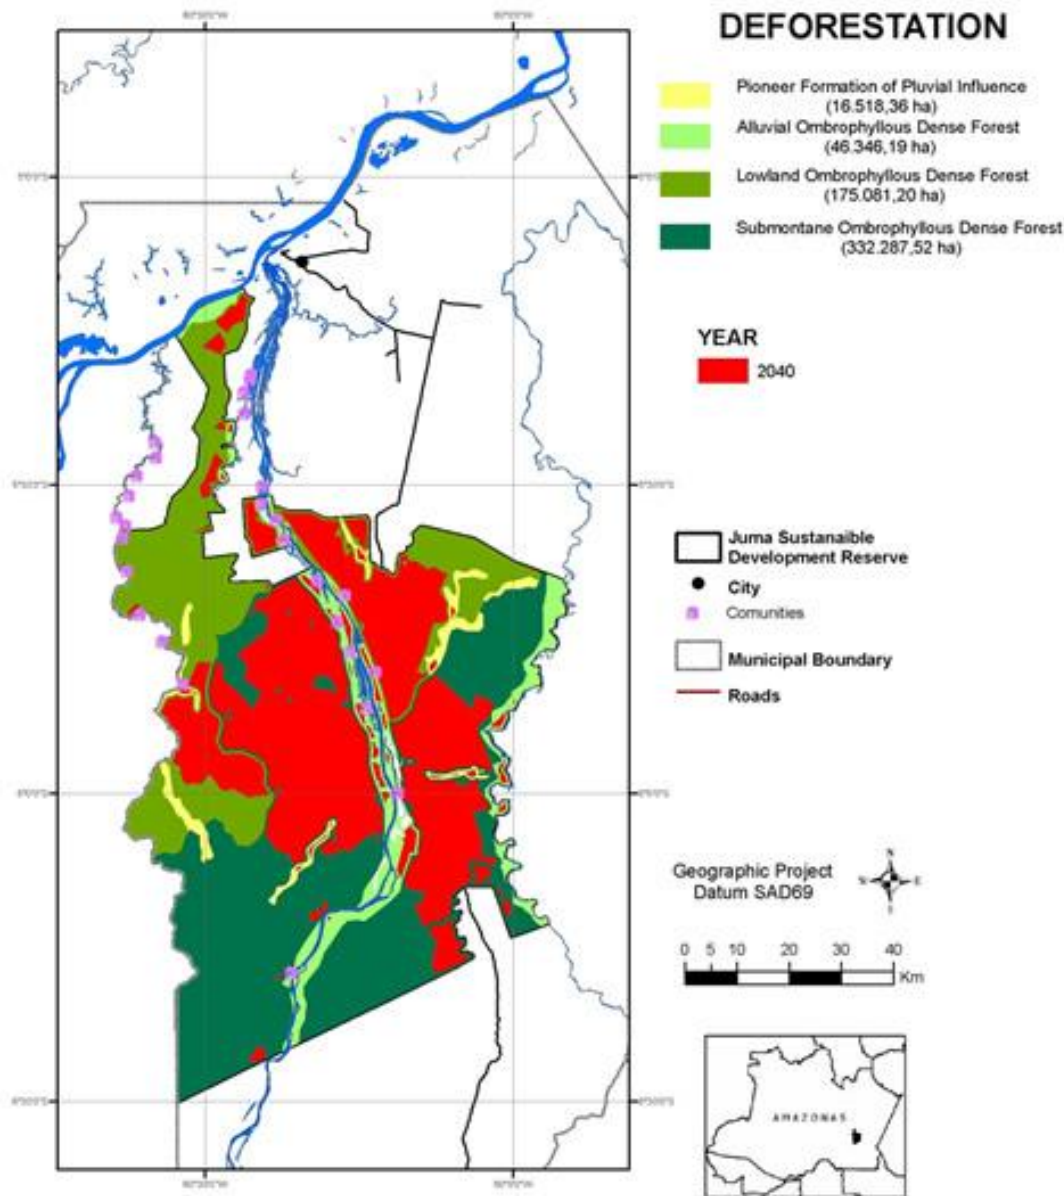 DEFORESTATION
Pioneer Formation of Pluvial Influence
(16.518,36 ha)
Alluvial Ombrophyllous Dense Forest
(46.346,19 ha)
Lowland Ombrophyllous Dense Forest
(175.081,20 ha)
Submontane Ombrophyllous Dense Forest
(332.287,52 ha)
YEAR
2040
Juma Sustanaible
Development Reserve
City
Comunities
Municipal Boundary
Roads
Geographic Project
Datum SAD69
N
E
0 5 10 20 30 40
Km
AMAZONAS